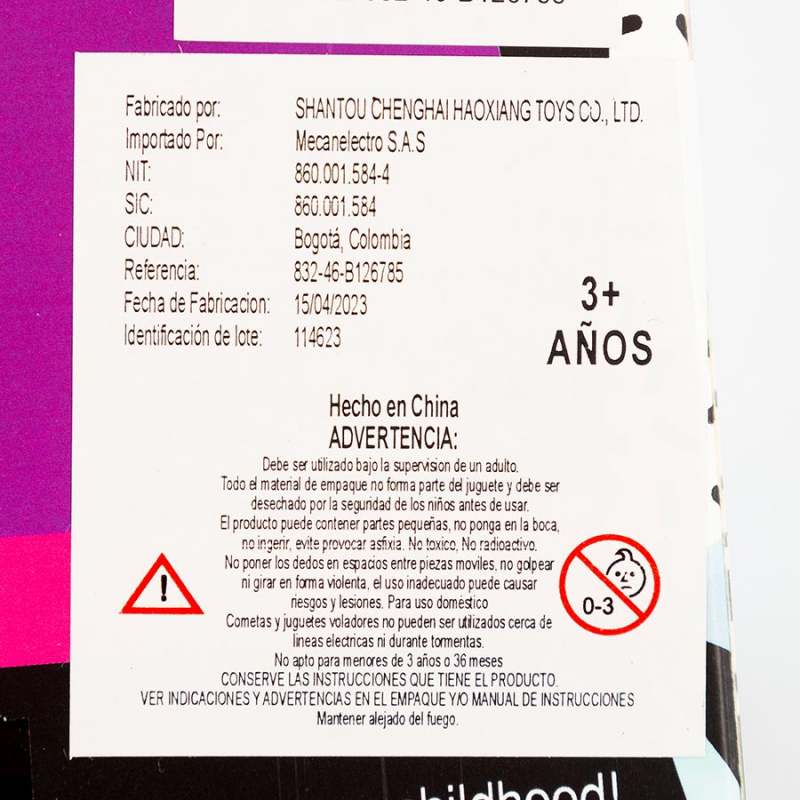 Fabricado por: SHANTOU CHENGHAI HAOXIANG TOYS CO., LTD.
Importado Por: Mecanelectro S.A.S
NIT: 860.001.584-4
SIC: 860.001.584
CIUDAD: Bogotá, Colombia
Referencia: 832-46-B126785
Fecha de Fabricacion: 15/04/2023
Identificación de lote: 114623
3+
AÑOS
Hecho en China
ADVERTENCIA:
Debe ser utilizado bajo la supervision de un adulto.
Todo el material de empaque no forma parte del juguete y debe ser
desechado por la seguridad de los niños antes de usar.
El producto puede contener partes pequeñas, no ponga en la boca,
no ingerir, evite provocar asfixia. No toxico, No radioactivo.
No poner los dedos en espacios entre piezas moviles, no golpear
ni girar en forma violenta, el uso inadecuado puede causar
riesgos y lesiones. Para uso doméstico
Cometas y juguetes voladores no pueden ser utilizados cerca de
lineas electricas ni durante tormentas.
No apto para menores de 3 años o 36 meses
CONSERVE LAS INSTRUCCIONES QUE TIENE EL PRODUCTO.
VER INDICACIONES Y ADVERTENCIAS EN EL EMPAQUE Y/O MANUAL DE INSTRUCCIONES
Mantener alejado del fuego.
!
0-3